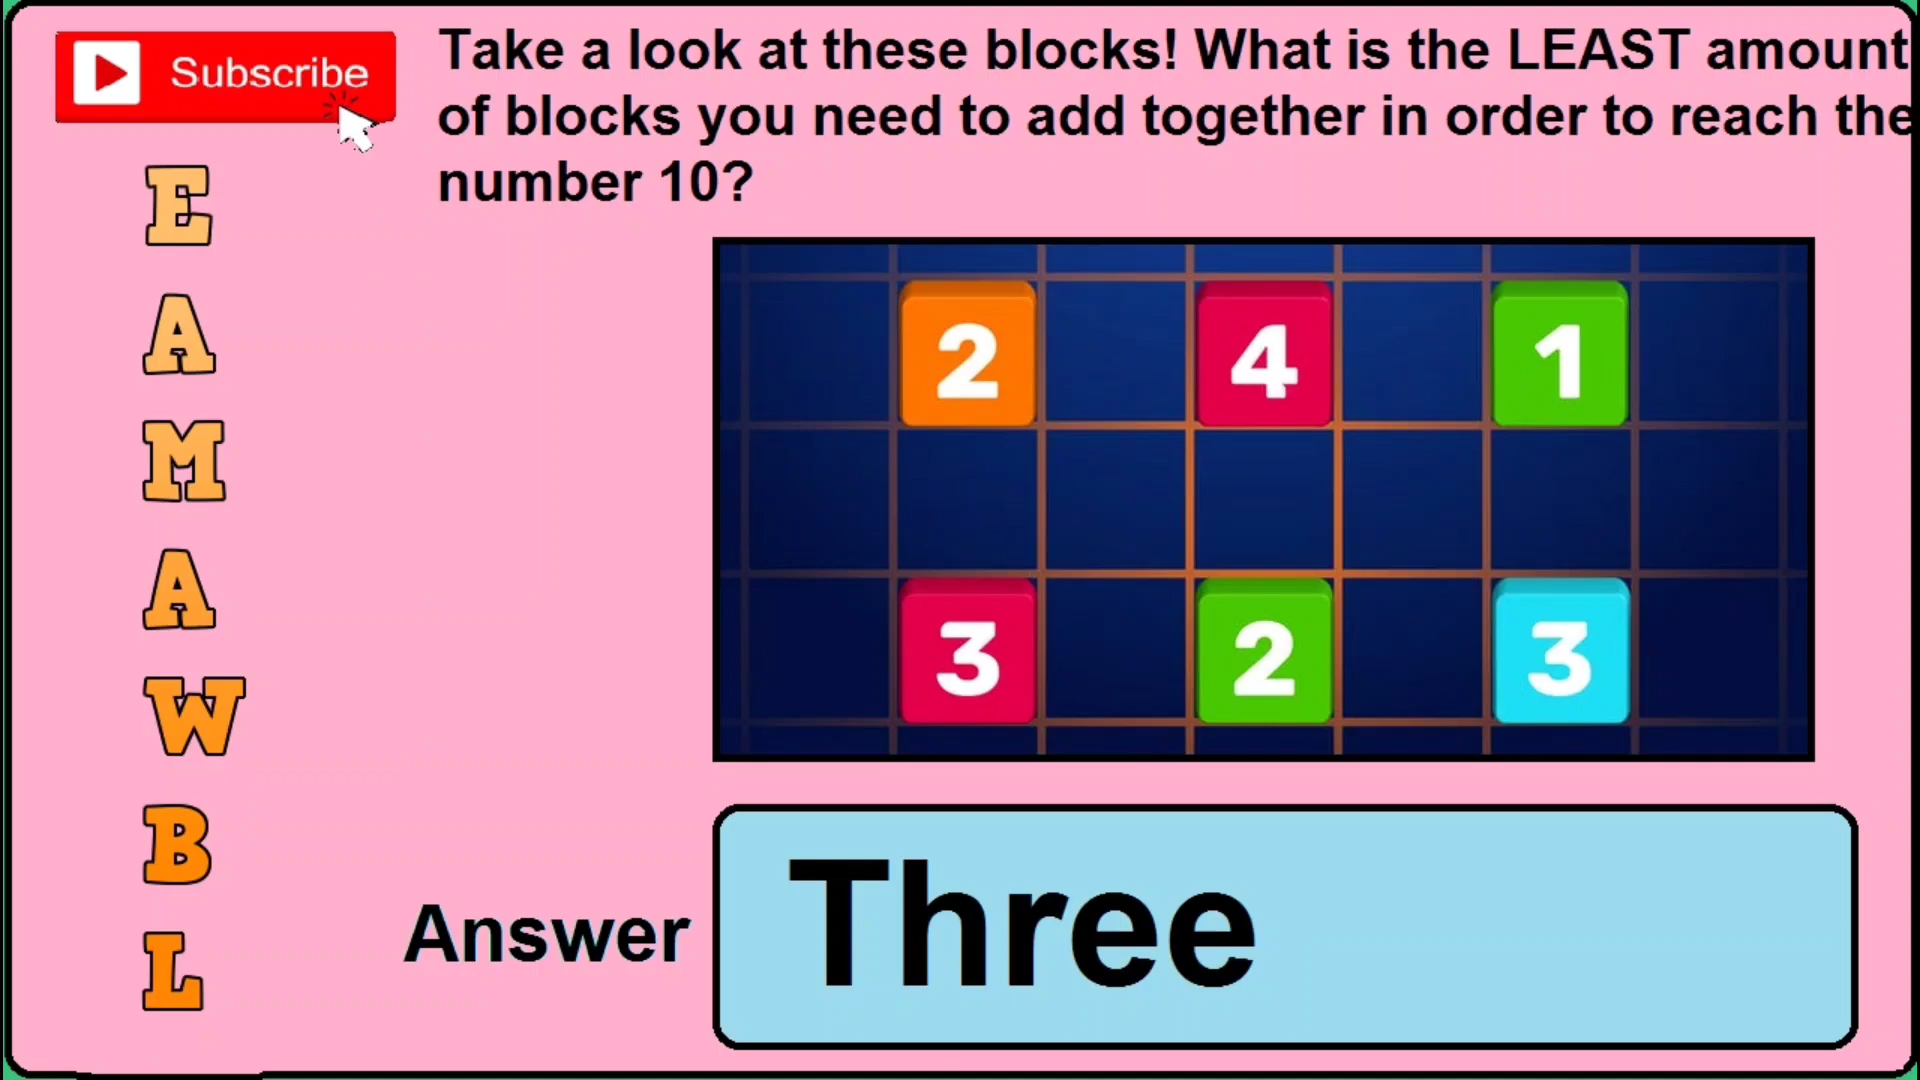 Subscribe
Take a look at these blocks! What is the LEAST amount
of blocks you need to add together in order to reach the
number 10?
E
A
M
A
W
B
L
2 4 1
3 2 3
Answer
Three